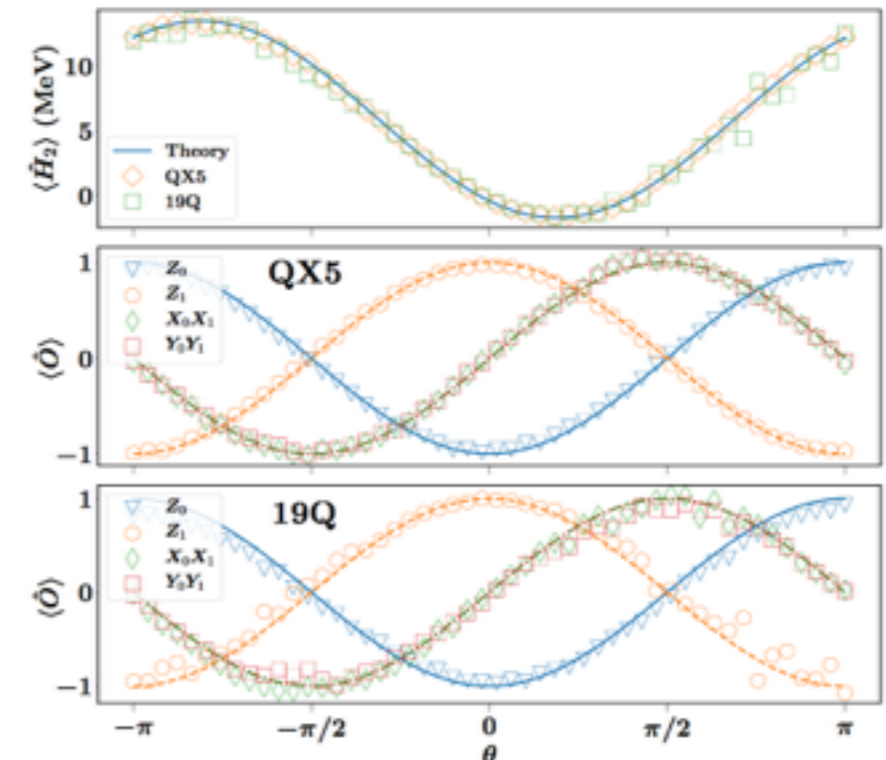 10
5
0
⟨Ĥ₂⟩ (MeV)
Theory
QX5
19Q
1
0
−1
⟨Ô⟩
Z₀
Z₁
X₀X₁
Y₀Y₁
QX5
1
0
−1
⟨Ô⟩
Z₀
Z₁
X₀X₁
Y₀Y₁
19Q
−π
−π/2
0
π/2
π
θ